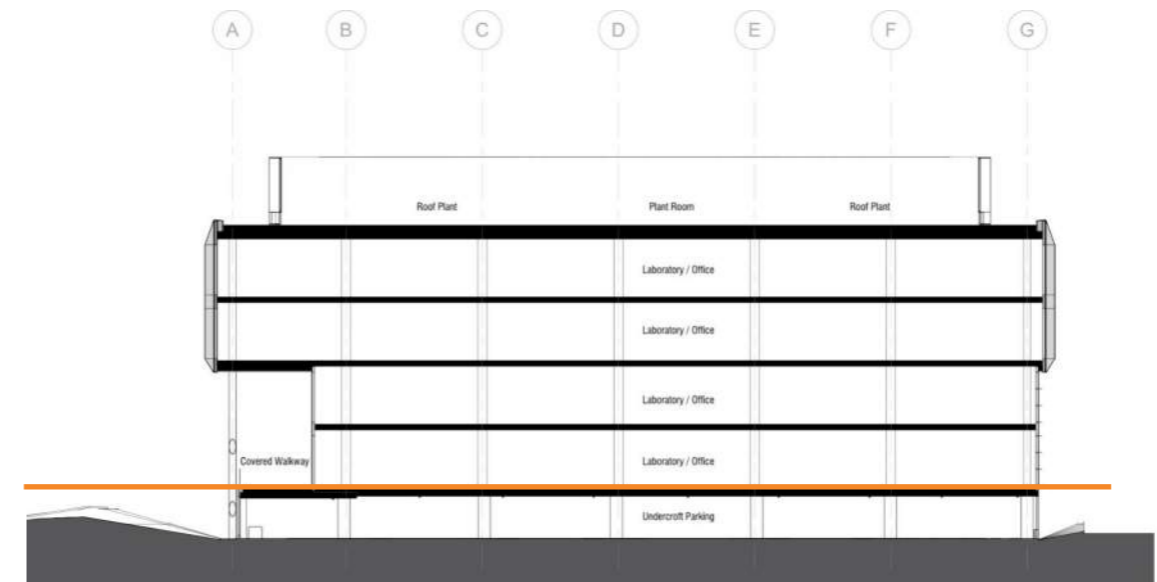 A B C D E F G
Roof Plant Plant Room Roof Plant
Laboratory / Office
Laboratory / Office
Laboratory / Office
Covered Walkway Laboratory / Office
Undercroft Parking